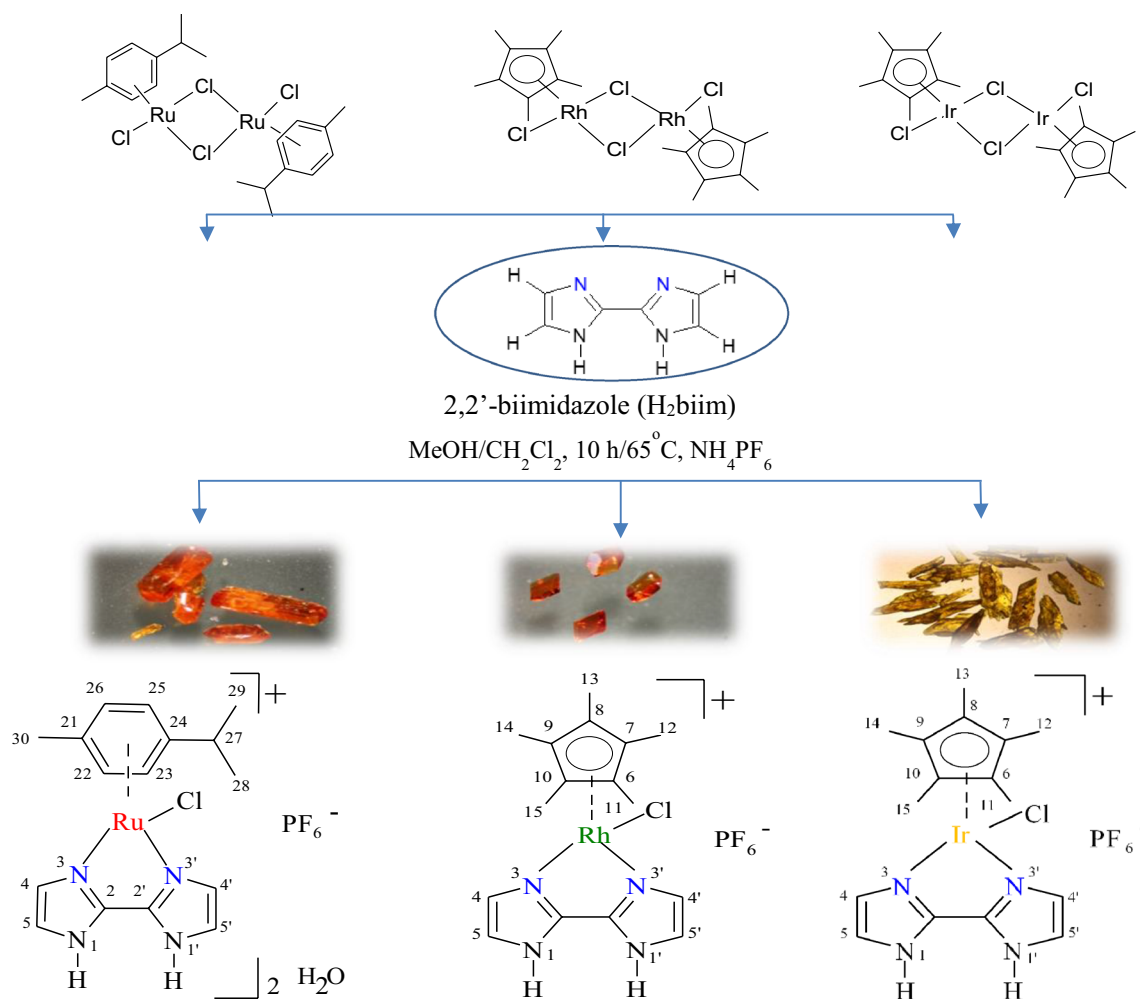 Cl Cl Ru Ru Cl Cl
Cl Cl Rh Rh Cl Cl
Cl Cl Ir Ir Cl Cl
H N N H
H N N H
H H
2,2’-biimidazole (H₂biim)
MeOH/CH₂Cl₂, 10 h/65°C, NH₄PF₆
26 25 29 +
21 24
30 27
22 23 28
Cl
Ru PF₆ -
3 N N 3'
4 2 2' 4'
5 5'
N 1 N 1'
H H
2 H₂O
13 +
14 9 8 7 12
10 6
15 11 Cl
Rh PF₆ -
3 N N 3'
4 4'
5 5'
N 1 N 1'
H H
13 +
14 9 8 7 12
10 6
15 11 Cl
Ir PF₆
3 N N 3'
4 4'
5 5'
N 1 N 1'
H H